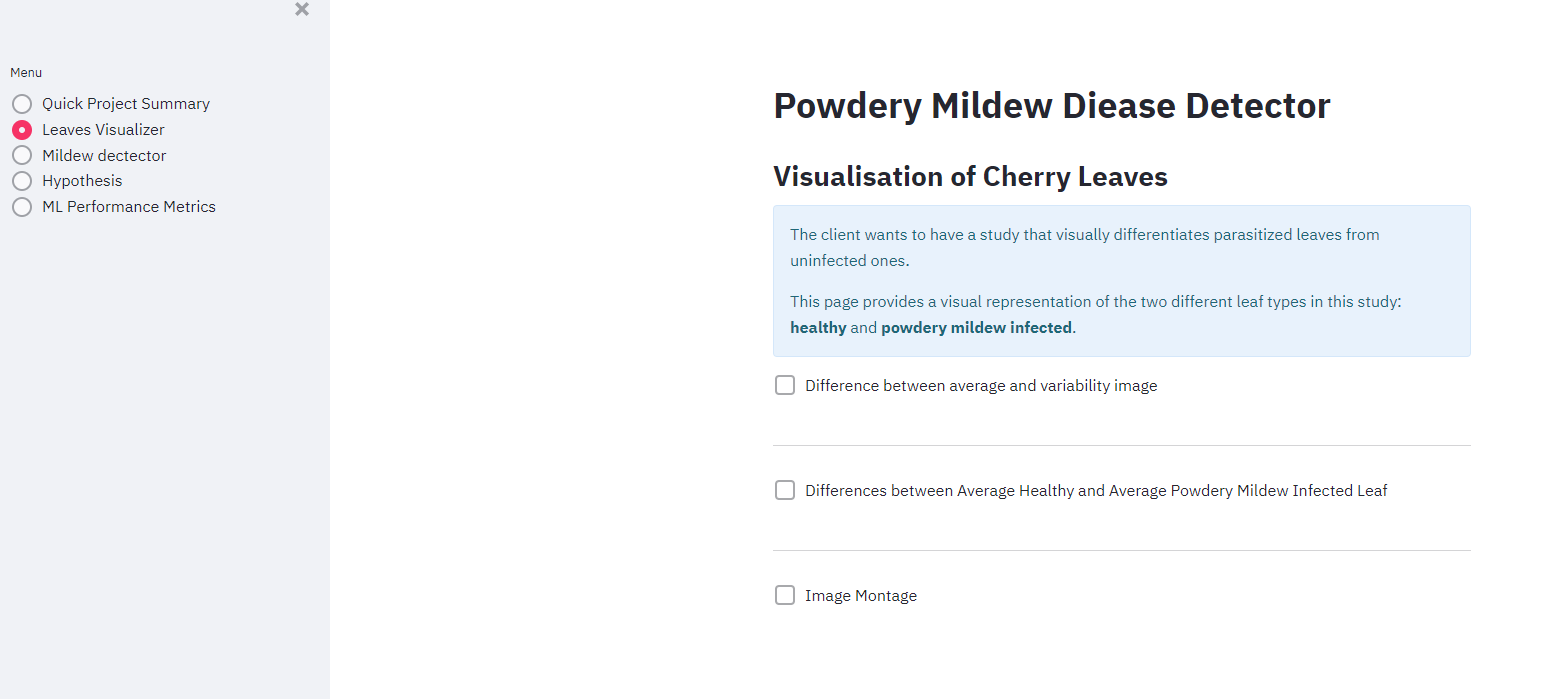 Menu
Quick Project Summary
Leaves Visualizer
Mildew dectector
Hypothesis
ML Performance Metrics
Powdery Mildew Diease Detector
Visualisation of Cherry Leaves
The client wants to have a study that visually differentiates parasitized leaves from
uninfected ones.
This page provides a visual representation of the two different leaf types in this study:
healthy and powdery mildew infected.
Difference between average and variability image
Differences between Average Healthy and Average Powdery Mildew Infected Leaf
Image Montage